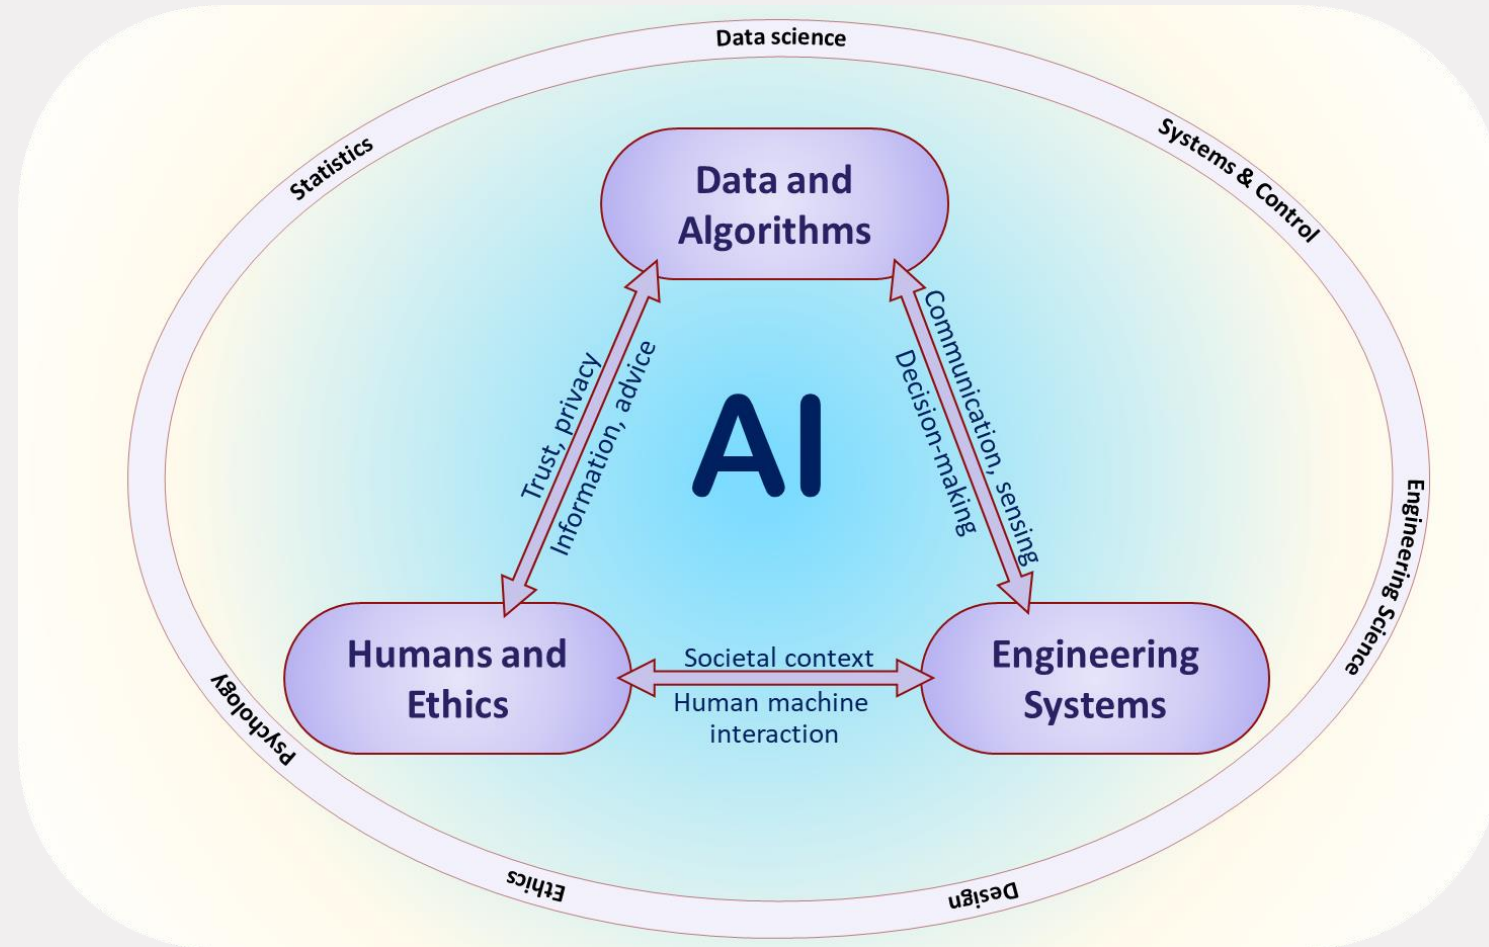 Data science
Statistics
Systems & Control
Data and
Algorithms
Trust, privacy
Information, advice
AI
Communication, sensing
Decision-making
Engineering Science
Humans and
Ethics
Societal context
Human machine
interaction
Engineering
Systems
Psychology
Ethics
Design